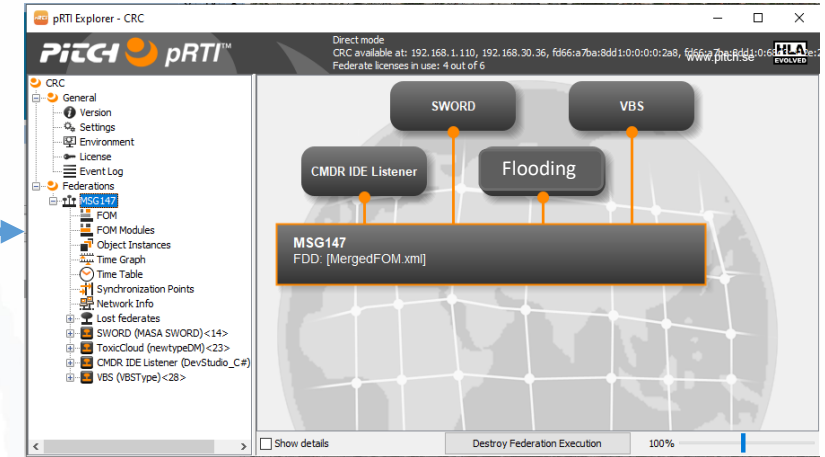 pRTI Explorer - CRC
PITCH pRTI™
Direct mode
CRC available at: 192.168.1.110, 192.168.30.36, fd66:a7ba:8dd1:0:0:0:0:2a8,
Federate licenses in use: 4 out of 6
www.pitch.se
HLA
EVOLVED
CRC
General
Version
Settings
Environment
License
Event Log
Federations
MSG147
FOM
FOM Modules
Object Instances
Time Graph
Time Table
Synchronization Points
Network Info
Lost federates
SWORD (MASA SWORD)<14>
ToxicCloud (newtypeDM)<23>
CMDR IDE Listener (DevStudio_C#)
VBS (VBSType)<28>
SWORD
VBS
CMDR IDE Listener
Flooding
MSG147
FDD: [MergedFOM.xml]
Show details
Destroy Federation Execution
100%